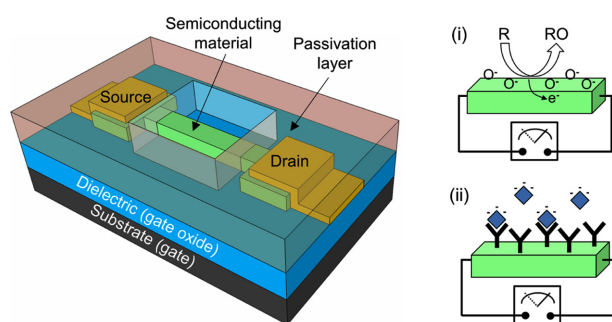 Semiconducting
material
Passivation
layer
Source
Drain
Dielectric (gate oxide)
Substrate (gate)
(i)
R RO
O- O- O- O- O-
e-
(ii)